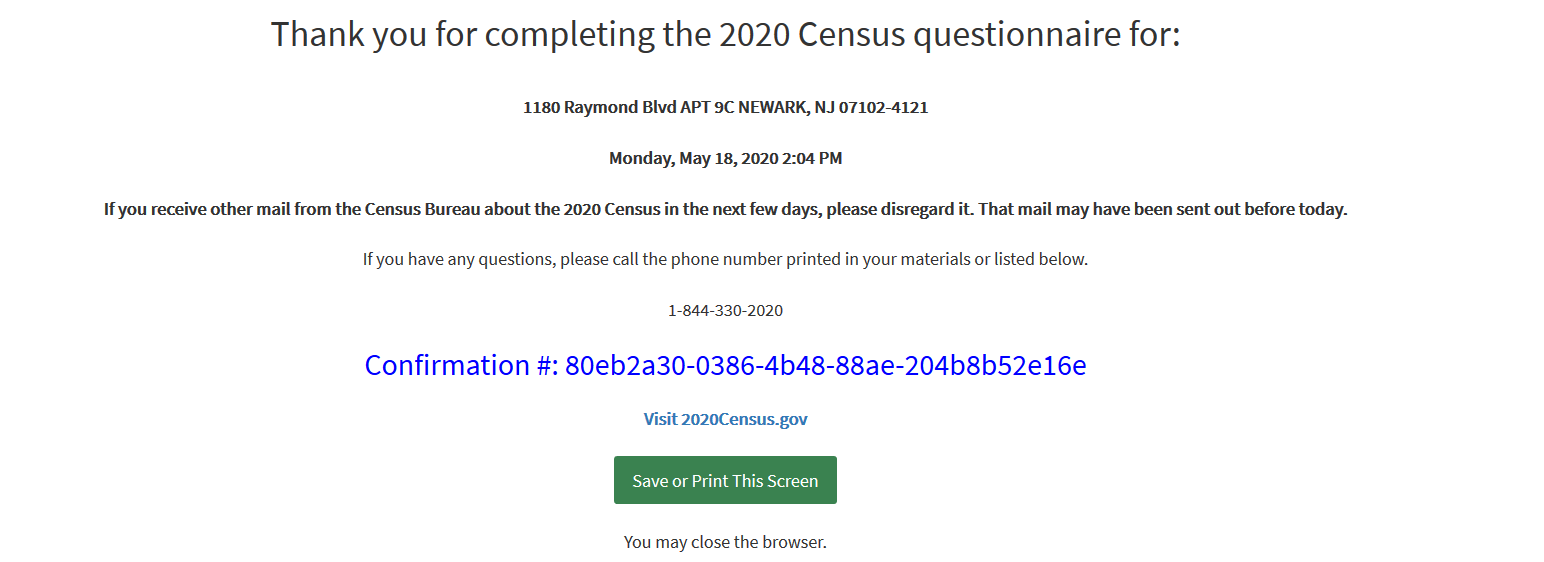 Thank you for completing the 2020 Census questionnaire for:
1180 Raymond Blvd APT 9C NEWARK, NJ 07102-4121
Monday, May 18, 2020 2:04 PM
If you receive other mail from the Census Bureau about the 2020 Census in the next few days, please disregard it. That mail may have been sent out before today.
If you have any questions, please call the phone number printed in your materials or listed below.
1-844-330-2020
Confirmation #: 80eb2a30-0386-4b48-88ae-204b8b52e16e
Visit 2020Census.gov
Save or Print This Screen
You may close the browser.